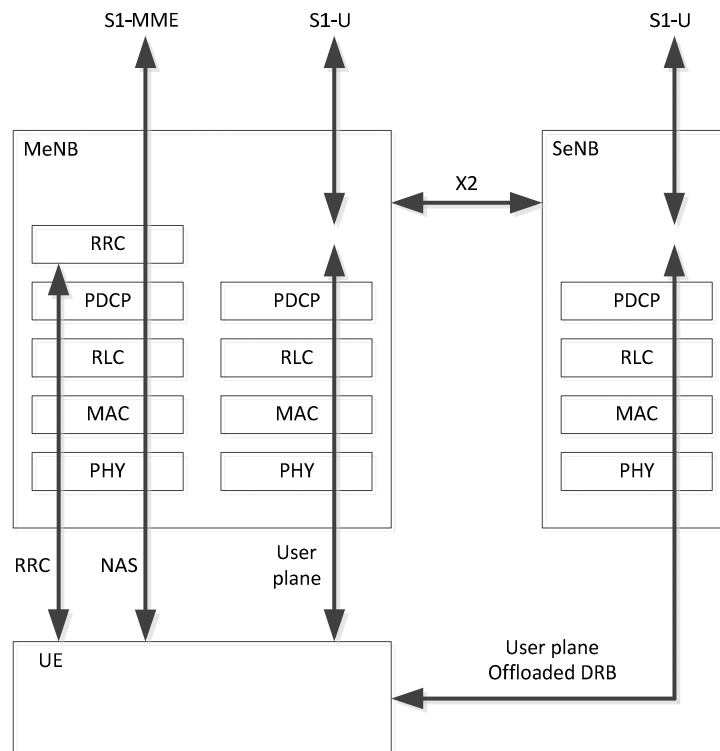 S1-MME
S1-U
S1-U
MeNB
SeNB
X2
RRC
PDCP
PDCP
PDCP
RLC
RLC
RLC
MAC
MAC
MAC
PHY
PHY
PHY
RRC
NAS
User
plane
UE
User plane
Offloaded DRB